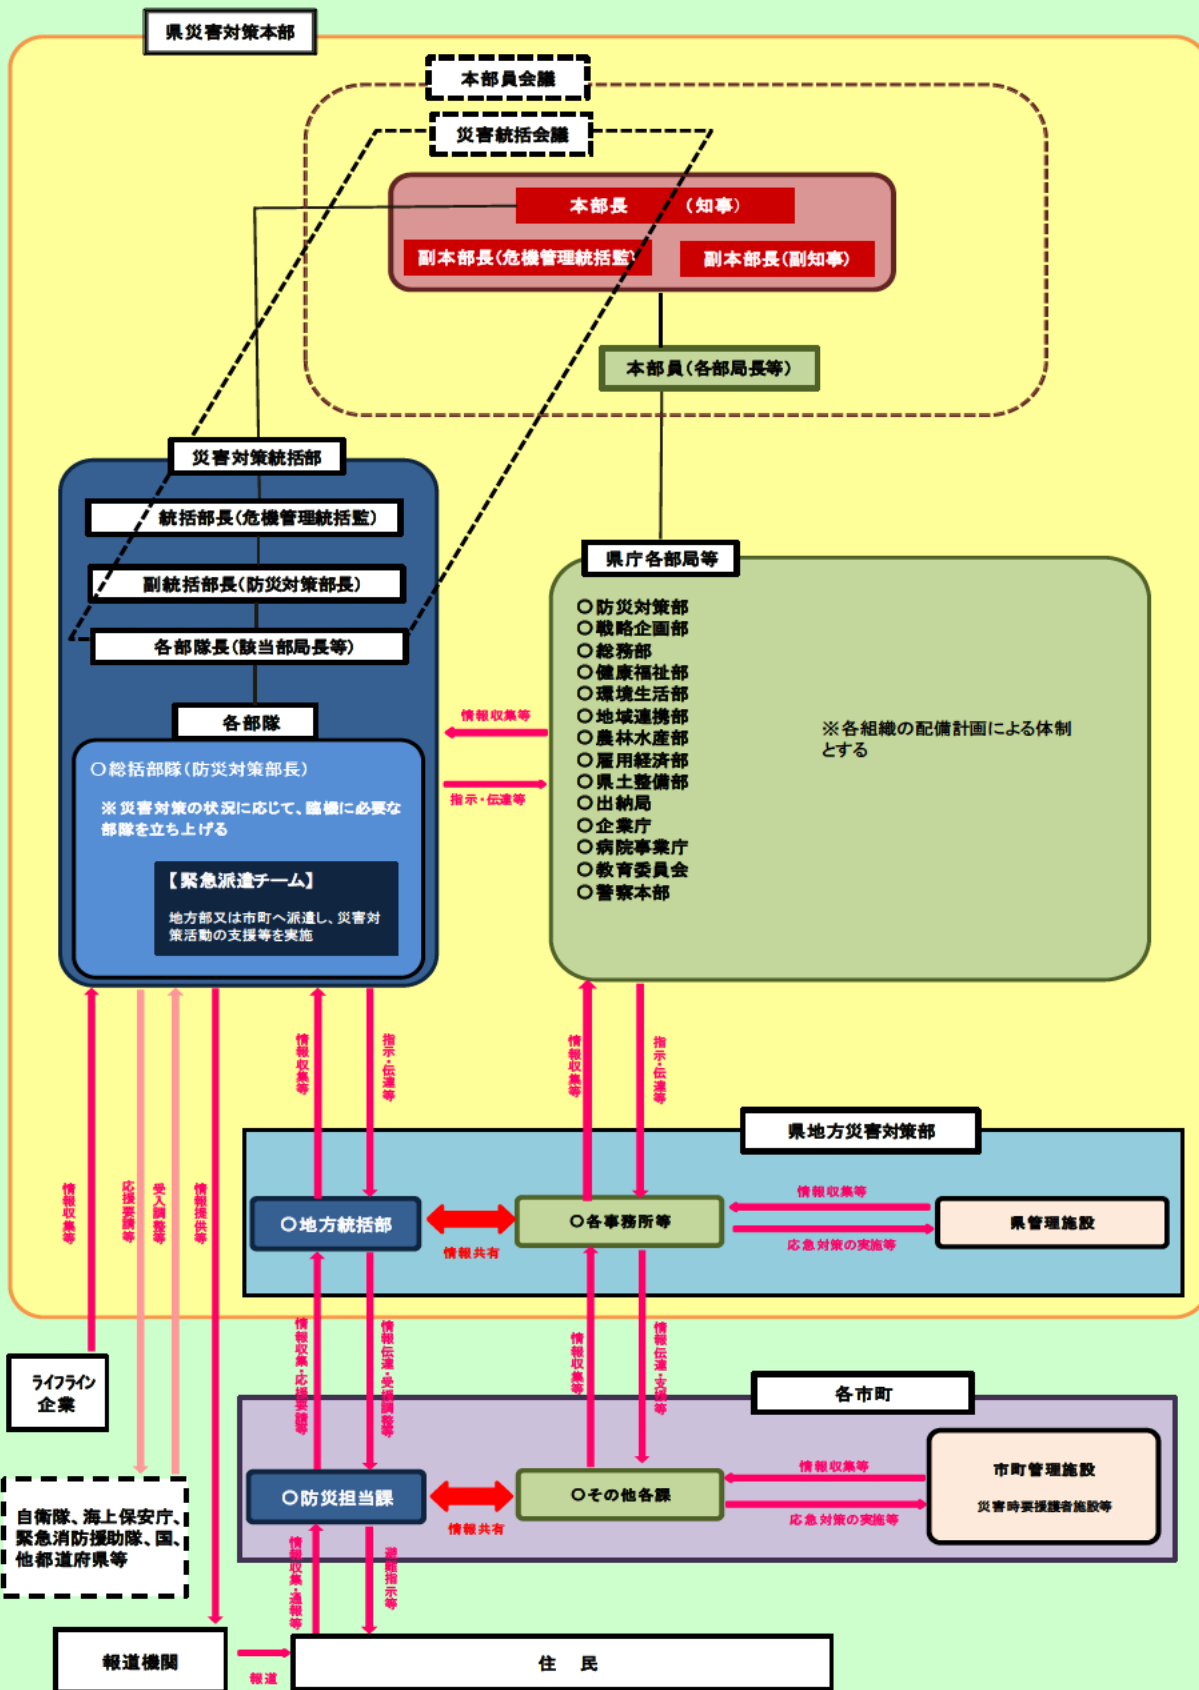 県災害対策本部
本部員会議
災害統括会議
本部長　（知事）
副本部長（危機管理統括監）
副本部長（副知事）
本部員（各部局長等）
災害対策統括部
統括部長（危機管理統括監）
副統括部長（防災対策部長）
各部隊長（該当部局長等）
各部隊
〇総括部隊（防災対策部長）
※災害対策の状況に応じて、臨機に必要な
部隊を立ち上げる
【緊急派遣チーム】
地方部又は市町へ派遣し、災害対
策活動の支援等を実施
情報収集等
指示・伝達等
県庁各部局等
〇防災対策部
〇戦略企画部
〇総務部
〇健康福祉部
〇環境生活部
〇地域連携部
〇農林水産部
〇雇用経済部
〇県土整備部
〇出納局
〇企業庁
〇病院事業庁
〇教育委員会
〇警察本部
※各組織の配備計画による体制
とする
情報収集等
指示・伝達等
情報収集等
指示・伝達等
情報収集等
応援要請等
受入調整等
情報提供等
県地方災害対策部
〇地方統括部
情報共有
〇各事務所等
情報収集等
応急対策の実施等
県管理施設
情報収集・応援要請等
情報伝達・受援調整等
情報収集等
情報伝達・支援等
ライフライン
企業
各市町
〇防災担当課
情報共有
〇その他各課
情報収集等
応急対策の実施等
市町管理施設
災害時要援護者施設等
自衛隊、海上保安庁、
緊急消防援助隊、国、
他都道府県等
情報収集・通報等
避難指示等
報道機関
報道
住　民